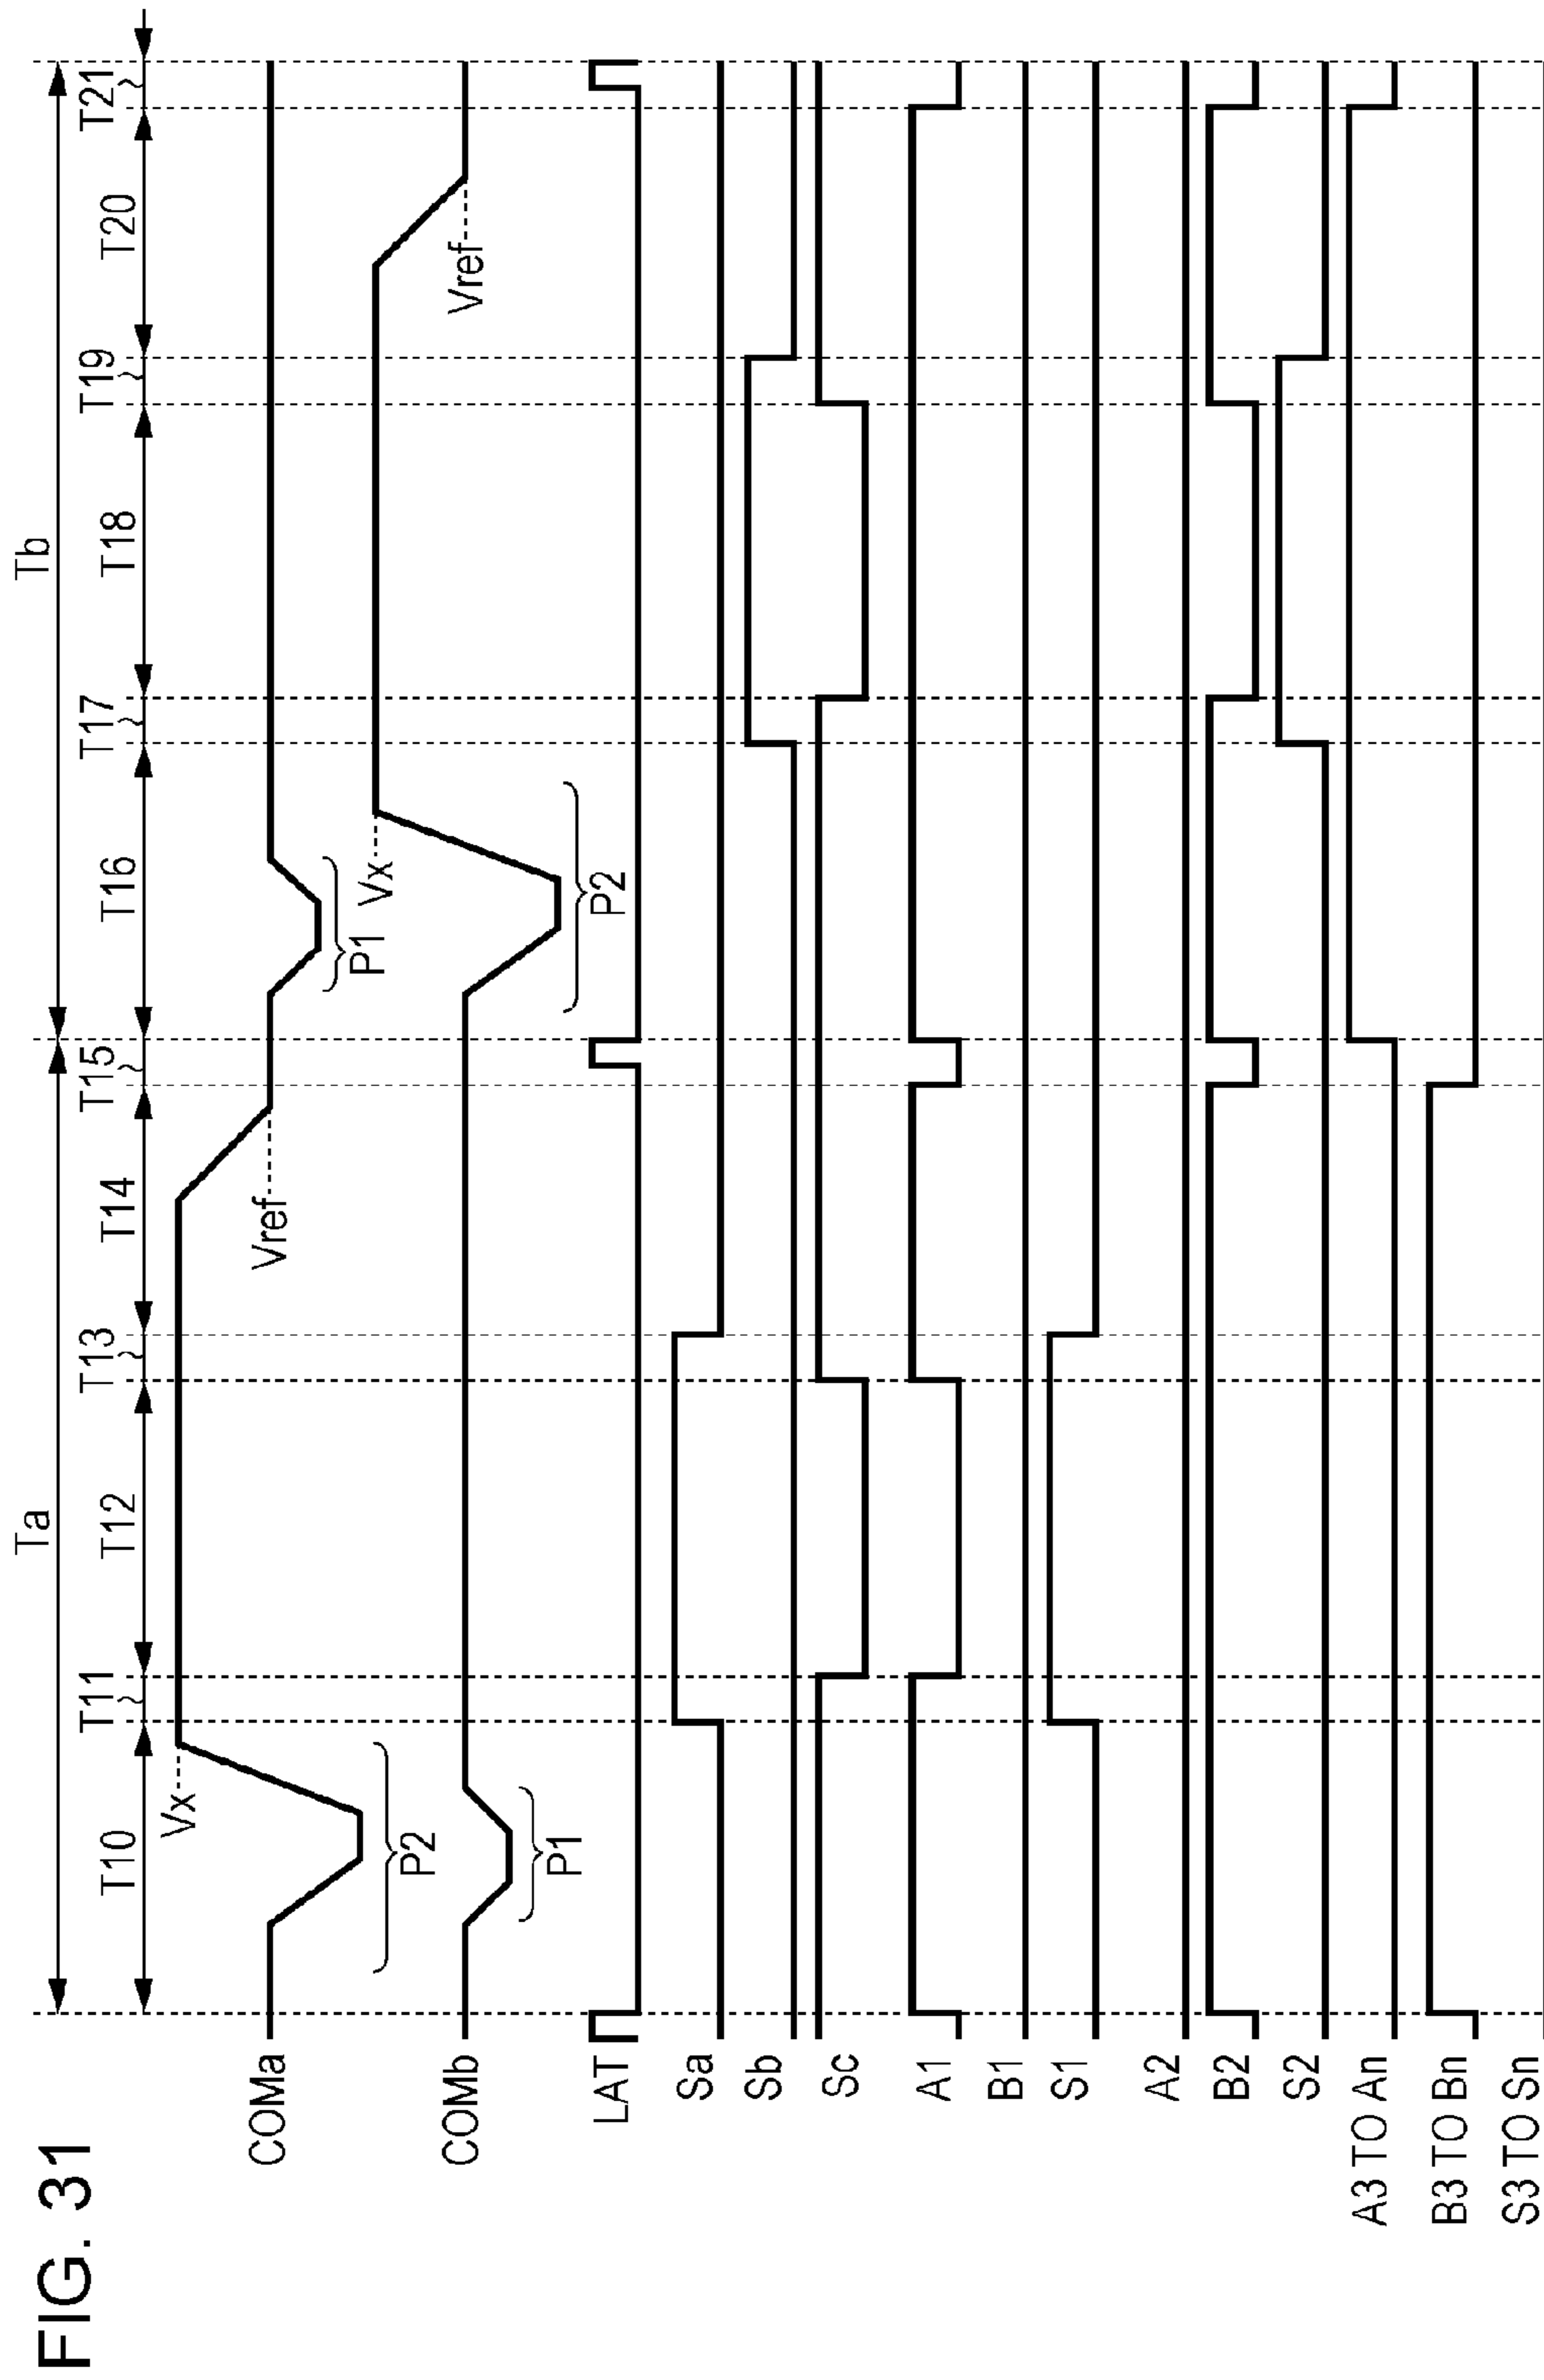 FIG. 31
Ta
Tb
T10
T11
T12
T13
T14
T15
T16
T17
T18
T19
T20
T21
COMa
Vx
P2
Vref
P1
COMb
P1
Vx
P2
Vref
LAT
Sa
Sb
Sc
A1
B1
S1
A2
B2
S2
A3 TO An
B3 TO Bn
S3 TO Sn